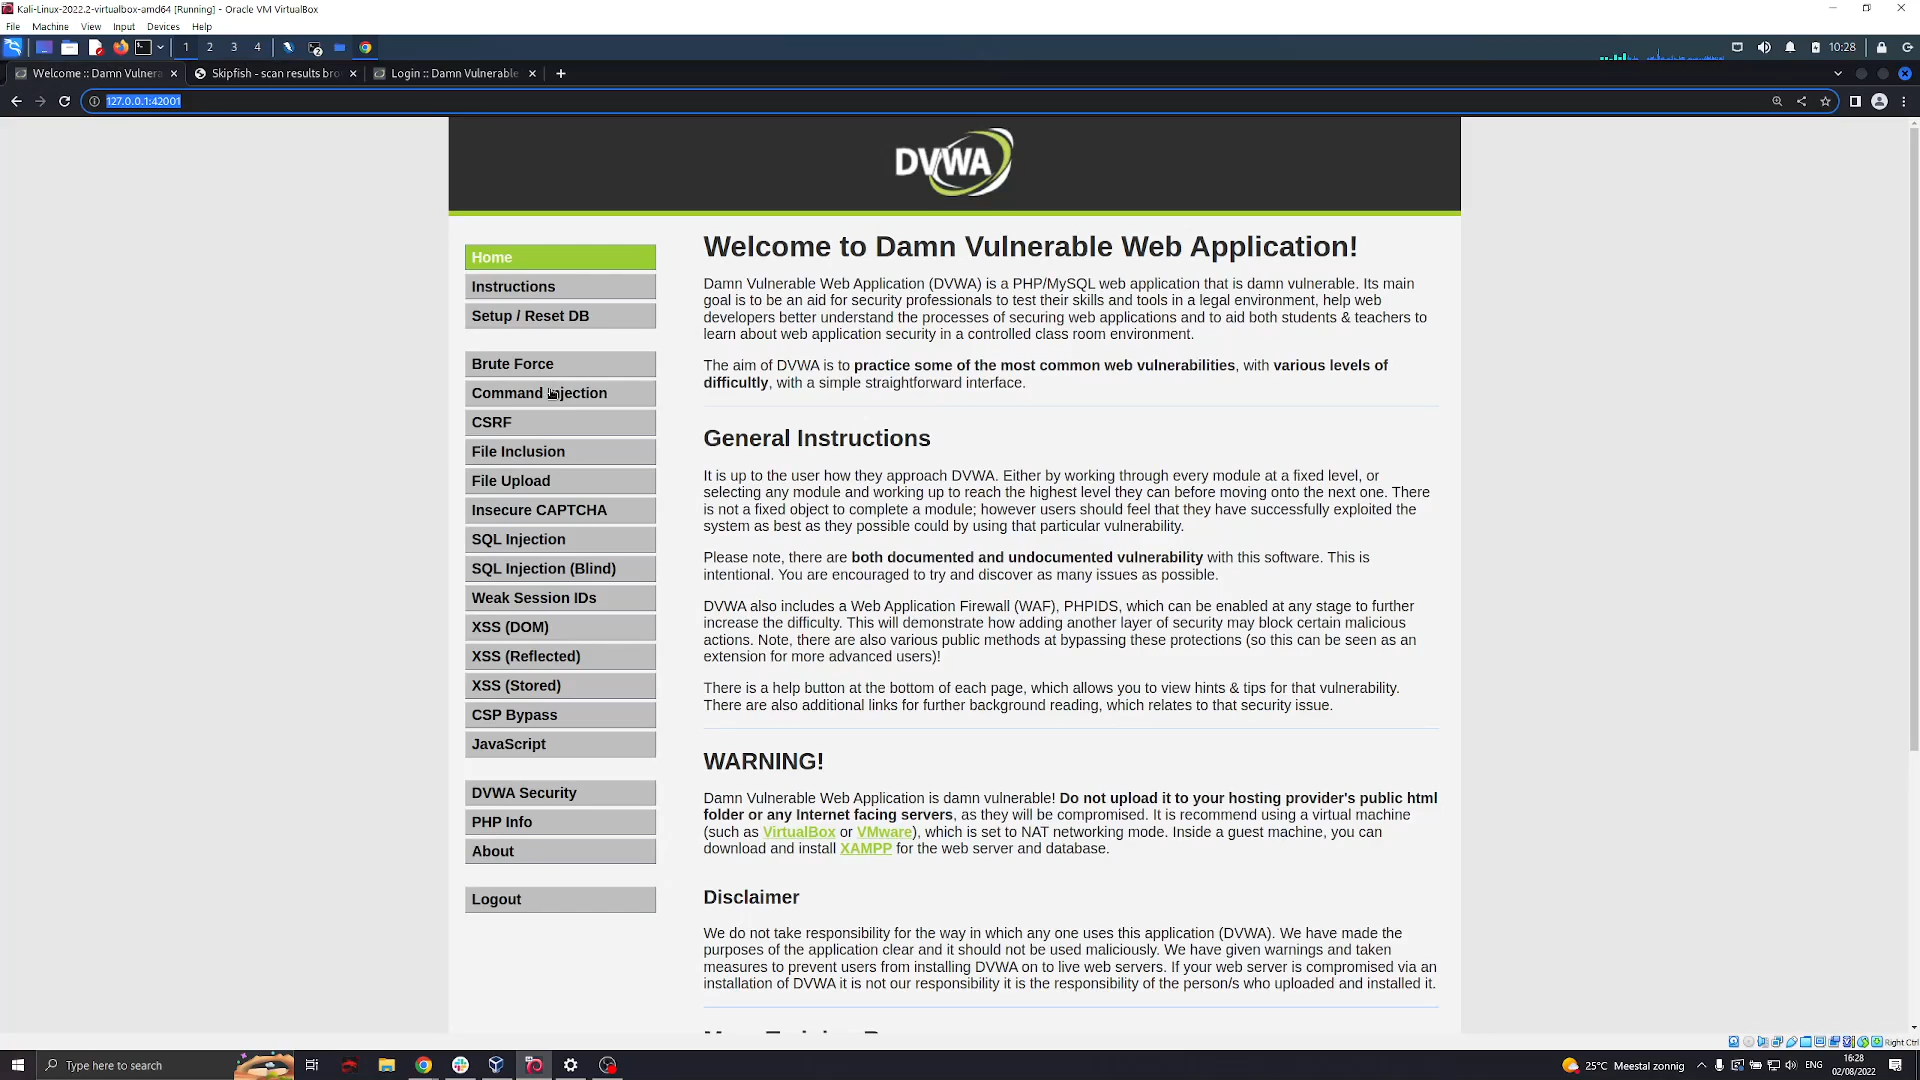 Kali-Linux-2022.2-virtualbox-amd64 [Running] - Oracle VM VirtualBox
File Machine View Input Devices Help
1 2 3 4
10:28
Welcome :: Damn Vulnera
Skipfish - scan results bro
Login :: Damn Vulnerable
127.0.0.1:42001
DVWA
Home
Instructions
Setup / Reset DB
Brute Force
Command Injection
CSRF
File Inclusion
File Upload
Insecure CAPTCHA
SQL Injection
SQL Injection (Blind)
Weak Session IDs
XSS (DOM)
XSS (Reflected)
XSS (Stored)
CSP Bypass
JavaScript
DVWA Security
PHP Info
About
Logout
Welcome to Damn Vulnerable Web Application!
Damn Vulnerable Web Application (DVWA) is a PHP/MySQL web application that is damn vulnerable. Its main
goal is to be an aid for security professionals to test their skills and tools in a legal environment, help web
developers better understand the processes of securing web applications and to aid both students & teachers to
learn about web application security in a controlled class room environment.
The aim of DVWA is to practice some of the most common web vulnerabilities, with various levels of
difficultly, with a simple straightforward interface.
General Instructions
It is up to the user how they approach DVWA. Either by working through every module at a fixed level, or
selecting any module and working up to reach the highest level they can before moving onto the next one. There
is not a fixed object to complete a module; however users should feel that they have successfully exploited the
system as best as they possible could by using that particular vulnerability.
Please note, there are both documented and undocumented vulnerability with this software. This is
intentional. You are encouraged to try and discover as many issues as possible.
DVWA also includes a Web Application Firewall (WAF), PHPIDS, which can be enabled at any stage to further
increase the difficulty. This will demonstrate how adding another layer of security may block certain malicious
actions. Note, there are also various public methods at bypassing these protections (so this can be seen as an
extension for more advanced users)!
There is a help button at the bottom of each page, which allows you to view hints & tips for that vulnerability.
There are also additional links for further background reading, which relates to that security issue.
WARNING!
Damn Vulnerable Web Application is damn vulnerable! Do not upload it to your hosting provider's public html
folder or any Internet facing servers, as they will be compromised. It is recommend using a virtual machine
(such as VirtualBox or VMware), which is set to NAT networking mode. Inside a guest machine, you can
download and install XAMPP for the web server and database.
Disclaimer
We do not take responsibility for the way in which any one uses this application (DVWA). We have made the
purposes of the application clear and it should not be used maliciously. We have given warnings and taken
measures to prevent users from installing DVWA on to live web servers. If your web server is compromised via an
installation of DVWA it is not our responsibility it is the responsibility of the person/s who uploaded and installed it.
Right Ctrl
Type here to search
25°C Meestal zonnig
ENG
16:28
02/08/2022